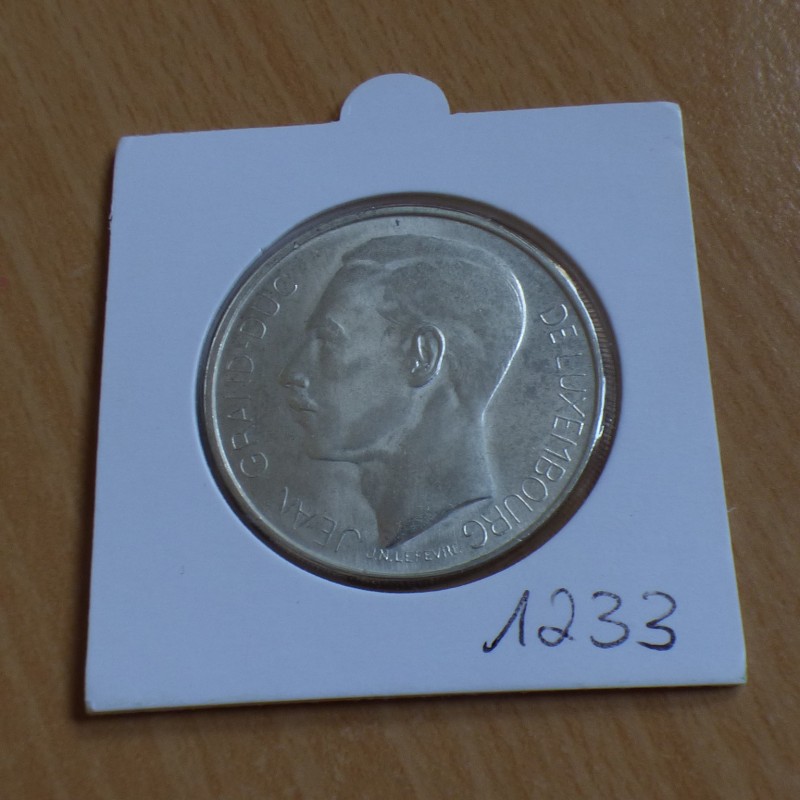 JEAN GRAND-DUC DE LUXEMBOURG
J.N.LEFEVRE
1233